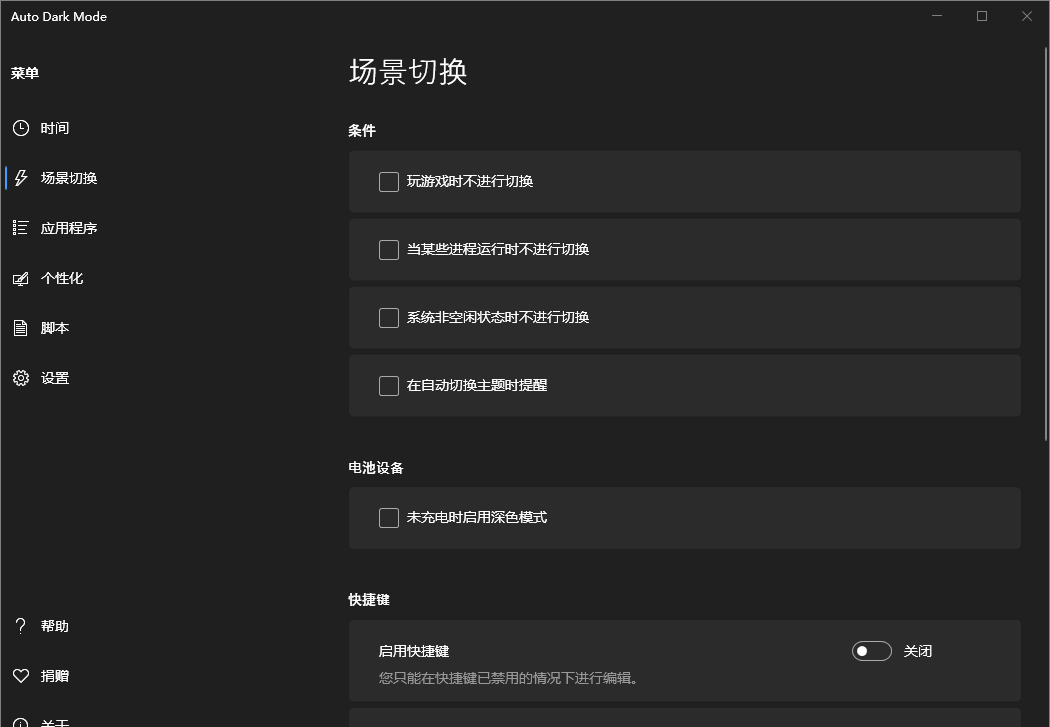 Auto Dark Mode
菜单
时间
场景切换
应用程序
个性化
脚本
设置
帮助
捐赠
关于
场景切换
条件
玩游戏时不进行切换
当某些进程运行时不进行切换
系统非空闲状态时不进行切换
在自动切换主题时提醒
电池设备
未充电时启用深色模式
快捷键
启用快捷键
关闭
您只能在快捷键已禁用的情况下进行编辑。